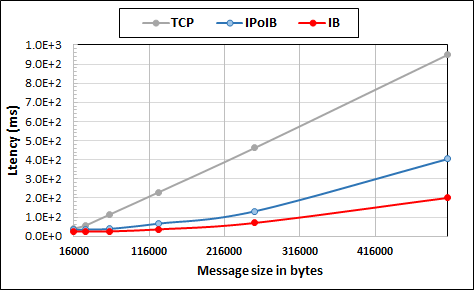 TCP IPoIB IB
1.0E+3
9.0E+2
8.0E+2
7.0E+2
6.0E+2
5.0E+2
4.0E+2
3.0E+2
2.0E+2
1.0E+2
0.0E+0
Ltency (ms)
16000 116000 216000 316000 416000
Message size in bytes